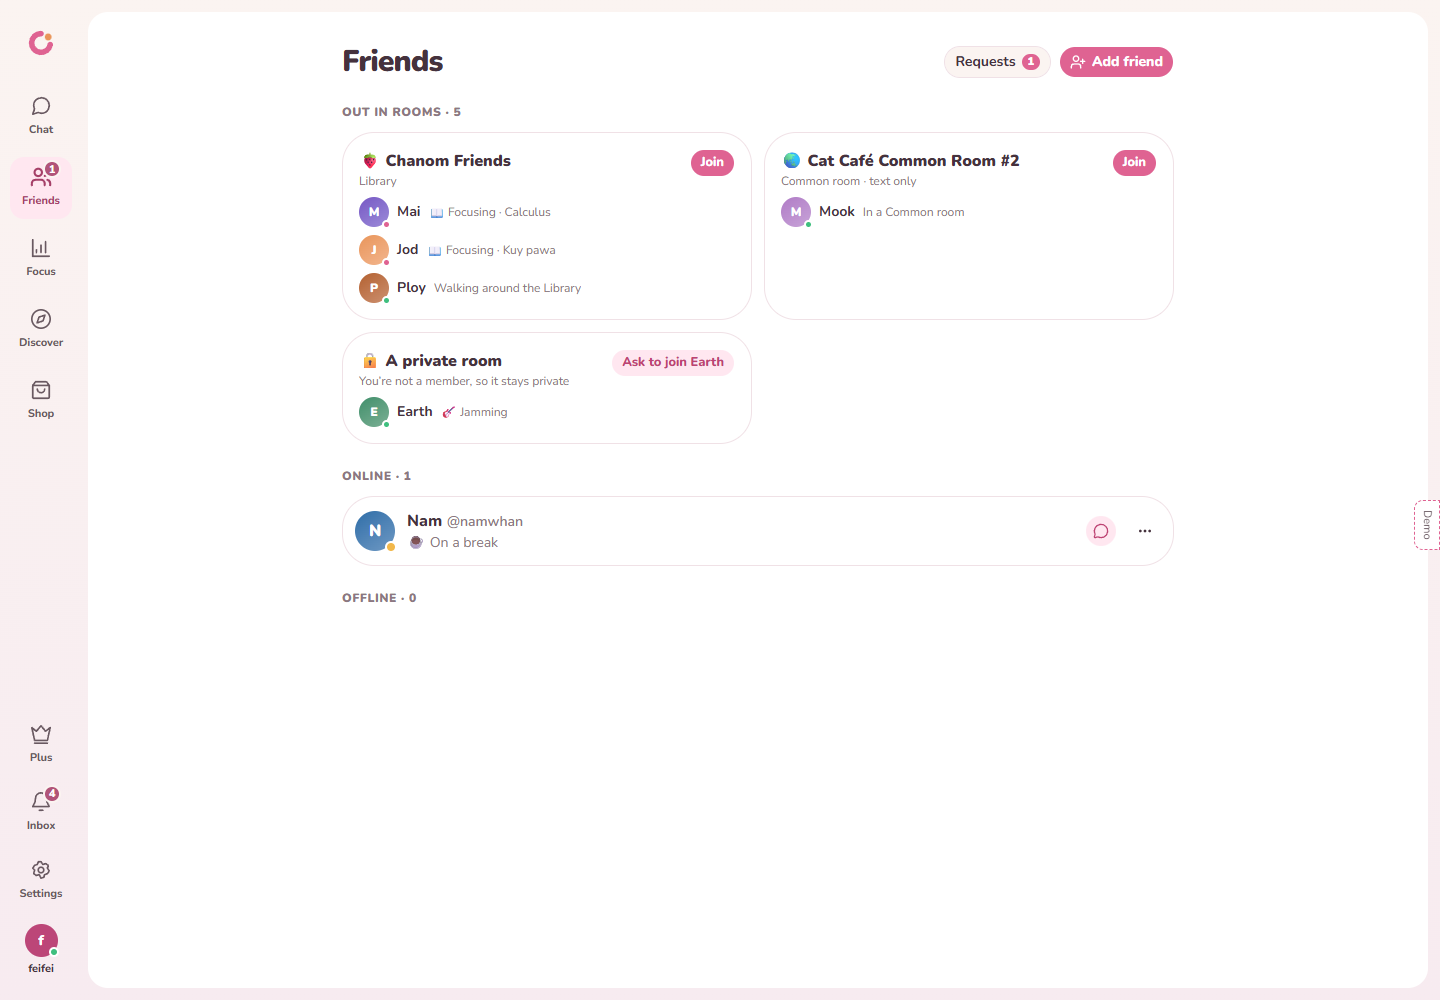 Friends
Requests 1
Add friend
OUT IN ROOMS · 5
Chanom Friends
Join
Library
M Mai Focusing · Calculus
J Jod Focusing · Kuy pawa
P Ploy Walking around the Library
Cat Café Common Room #2
Join
Common room · text only
M Mook In a Common room
A private room
Ask to join Earth
You're not a member, so it stays private
E Earth Jamming
ONLINE · 1
N Nam @namwhan
On a break
OFFLINE · 0
Chat
1
Friends
Focus
Discover
Shop
Plus
4
Inbox
Settings
f
feifei
Demo